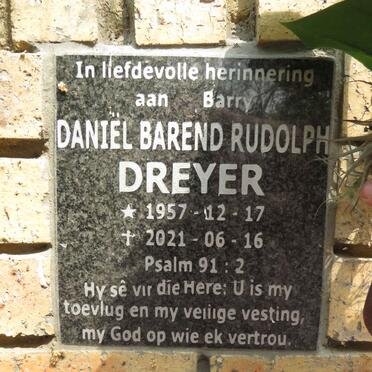 In liefdevolle herinnering
aan Barry
DANIËL BAREND RUDOLPH
DREYER
★ 1957 - 12 - 17
✝ 2021 - 06 - 16
Psalm 91 : 2
Hy sê vir die Here; U is my
toevlug en my veilige vesting,
my God op wie ek vertrou.